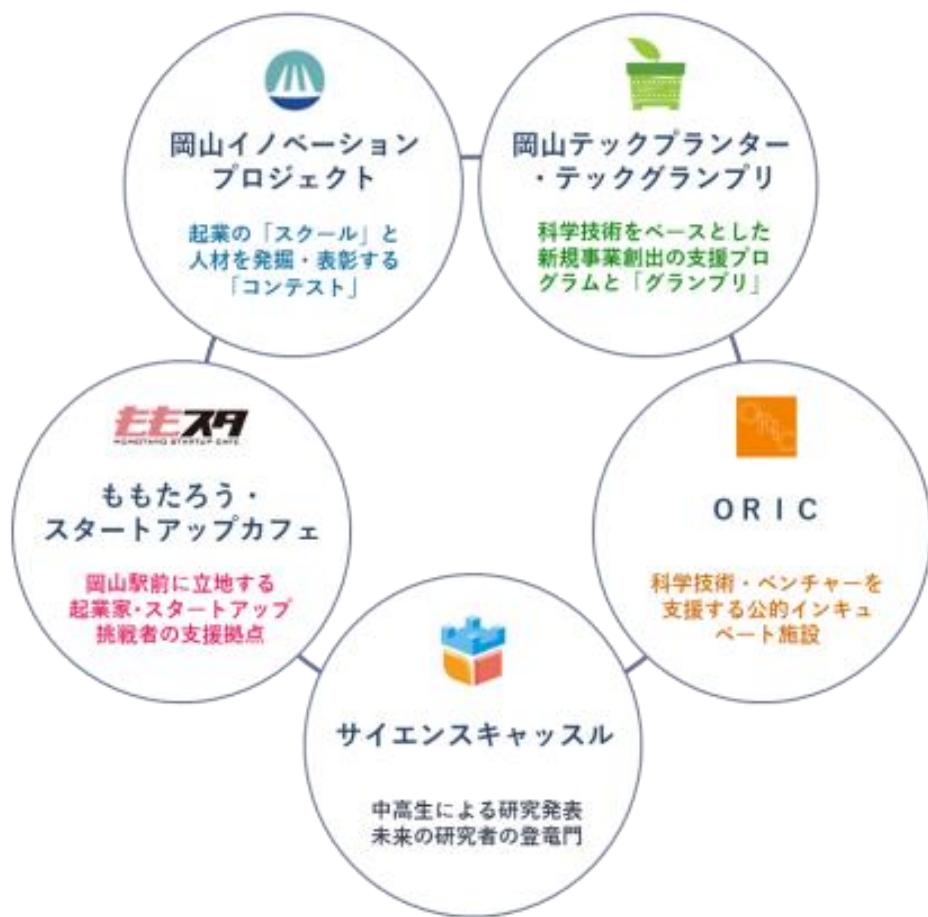 岡山イノベーション
プロジェクト
起業の「スクール」と
人材を発掘・表彰する
「コンテスト」
岡山テックプランター
・テックグランプリ
科学技術をベースとした
新規事業創出の支援プロ
グラムと「グランプリ」
ももスタ
MOMOTARO STARTUP CAFE
ももたろう・
スタートアップカフェ
岡山駅前に立地する
起業家・スタートアップ
挑戦者の支援拠点
ORIC
ＯＲＩＣ
科学技術・ベンチャーを
支援する公的インキュ
ベート施設
サイエンスキャッスル
中高生による研究発表
未来の研究者の登竜門